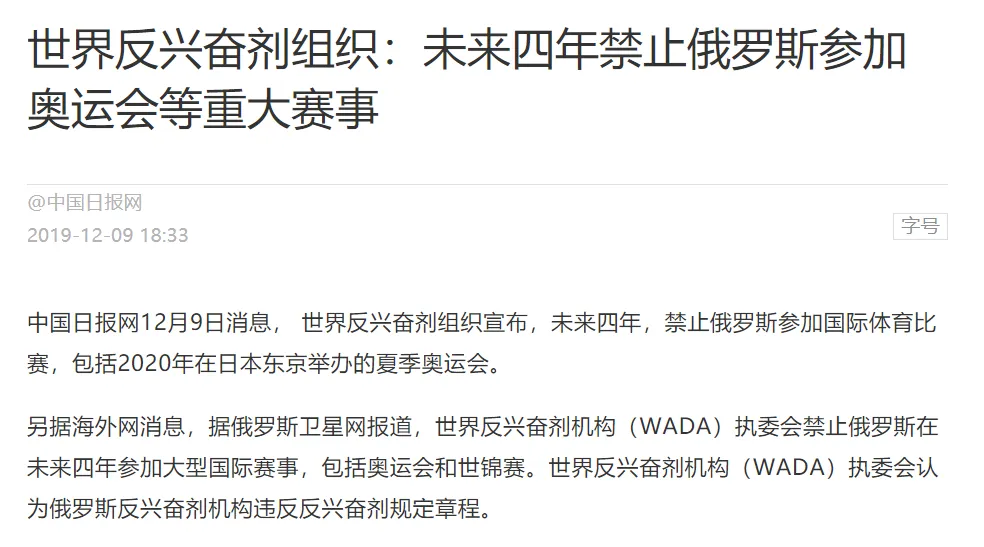 世界反兴奋剂组织：未来四年禁止俄罗斯参加
奥运会等重大赛事
@中国日报网
2019-12-09 18:33
字号
中国日报网12月9日消息， 世界反兴奋剂组织宣布，未来四年，禁止俄罗斯参加国际体育比
赛，包括2020年在日本东京举办的夏季奥运会。
另据海外网消息，据俄罗斯卫星网报道，世界反兴奋剂机构（WADA）执委会禁止俄罗斯在
未来四年参加大型国际赛事，包括奥运会和世锦赛。世界反兴奋剂机构（WADA）执委会认
为俄罗斯反兴奋剂机构违反反兴奋剂规定章程。